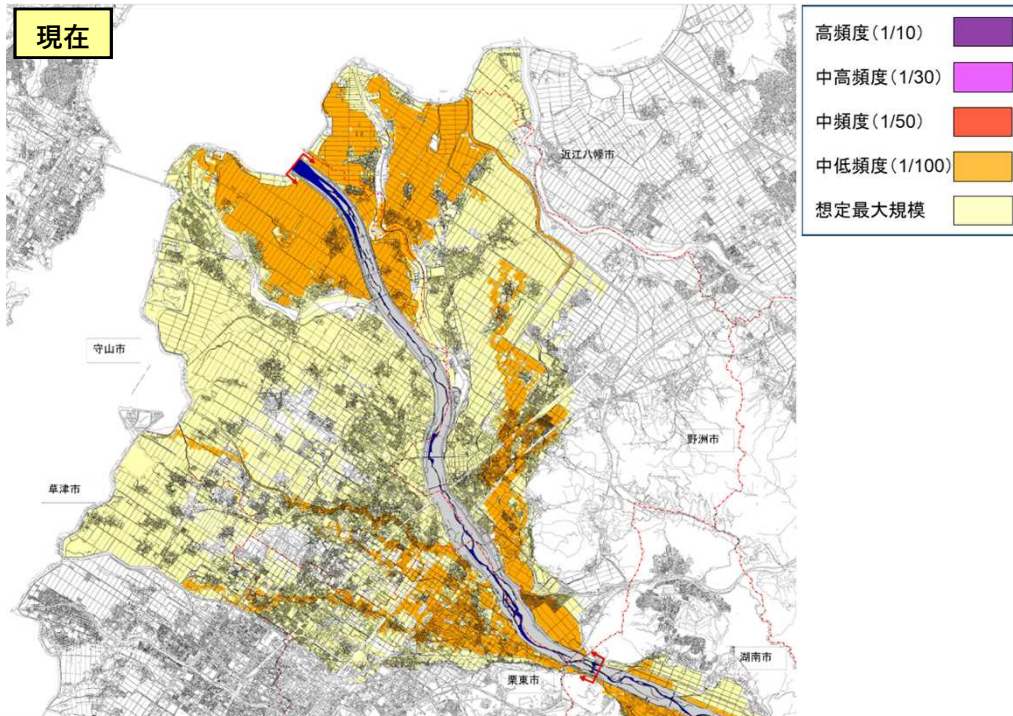 現在
高頻度(1/10)
中高頻度(1/30)
中頻度(1/50)
中低頻度(1/100)
想定最大規模
近江八幡市
守山市
野洲市
草津市
湖南市
栗東市